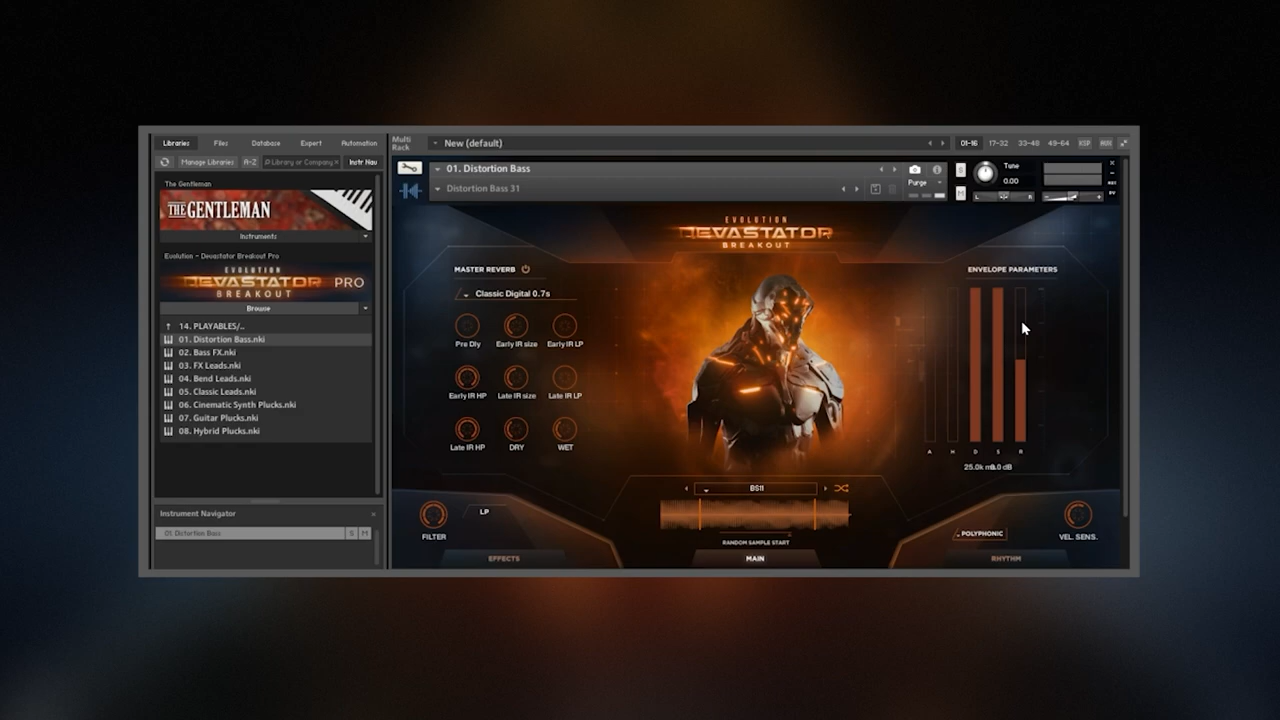 Libraries Files Database Expert Automation
Manage Libraries A-Z Library or Company Instr Nav
The Gentleman
THE GENTLEMAN
Instruments
Evolution - Devastator Breakout Pro
EVOLUTION
DEVASTATOR
BREAKOUT
PRO
Browse
14. PLAYABLES/..
01. Distortion Bass.nki
02. Bass FX.nki
03. FX Leads.nki
04. Bend Leads.nki
05. Classic Leads.nki
06. Cinematic Synth Plucks.nki
07. Guitar Plucks.nki
08. Hybrid Plucks.nki
Instrument Navigator
01. Distortion Bass S M
Multi
Rack
New (default)
01-16 17-32 33-48 49-64 KSP AUX
01. Distortion Bass
Distortion Bass 31
Purge
S
M
Tune
0.00
L R
EVOLUTION
DEVASTATOR
BREAKOUT
MASTER REVERB
Classic Digital 0.7s
Pre Dly Early IR size Early IR LP
Early IR HP Late IR size Late IR LP
Late IR HP DRY WET
ENVELOPE PARAMETERS
A H D S R
BS11
RANDOM SAMPLE START
FILTER
LP
POLYPHONIC
VEL. SENS.
EFFECTS MAIN RHYTHM